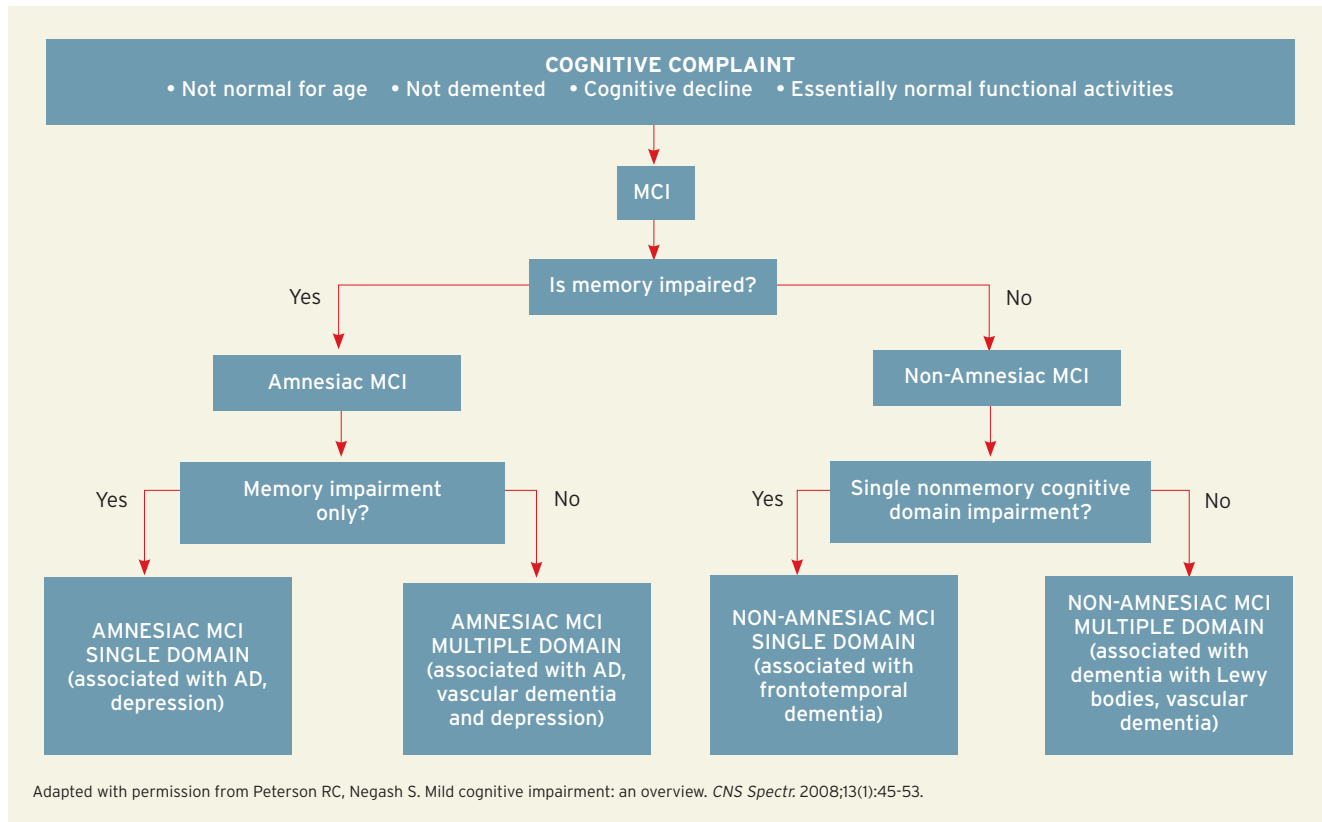 COGNITIVE COMPLAINT
• Not normal for age • Not demented • Cognitive decline • Essentially normal functional activities
MCI
Is memory impaired?
Yes
No
Amnesiac MCI
Non-Amnesiac MCI
Memory impairment
only?
Yes
No
Single nonmemory cognitive
domain impairment?
Yes
No
AMNESIAC MCI
SINGLE DOMAIN
(associated with AD,
depression)
AMNESIAC MCI
MULTIPLE DOMAIN
(associated with AD,
vascular dementia
and depression)
NON-AMNESIAC MCI
SINGLE DOMAIN
(associated with
frontotemporal
dementia)
NON-AMNESIAC MCI
MULTIPLE DOMAIN
(associated with
dementia with Lewy
bodies, vascular
dementia)
Adapted with permission from Peterson RC, Negash S. Mild cognitive impairment: an overview. CNS Spectr. 2008;13(1):45-53.